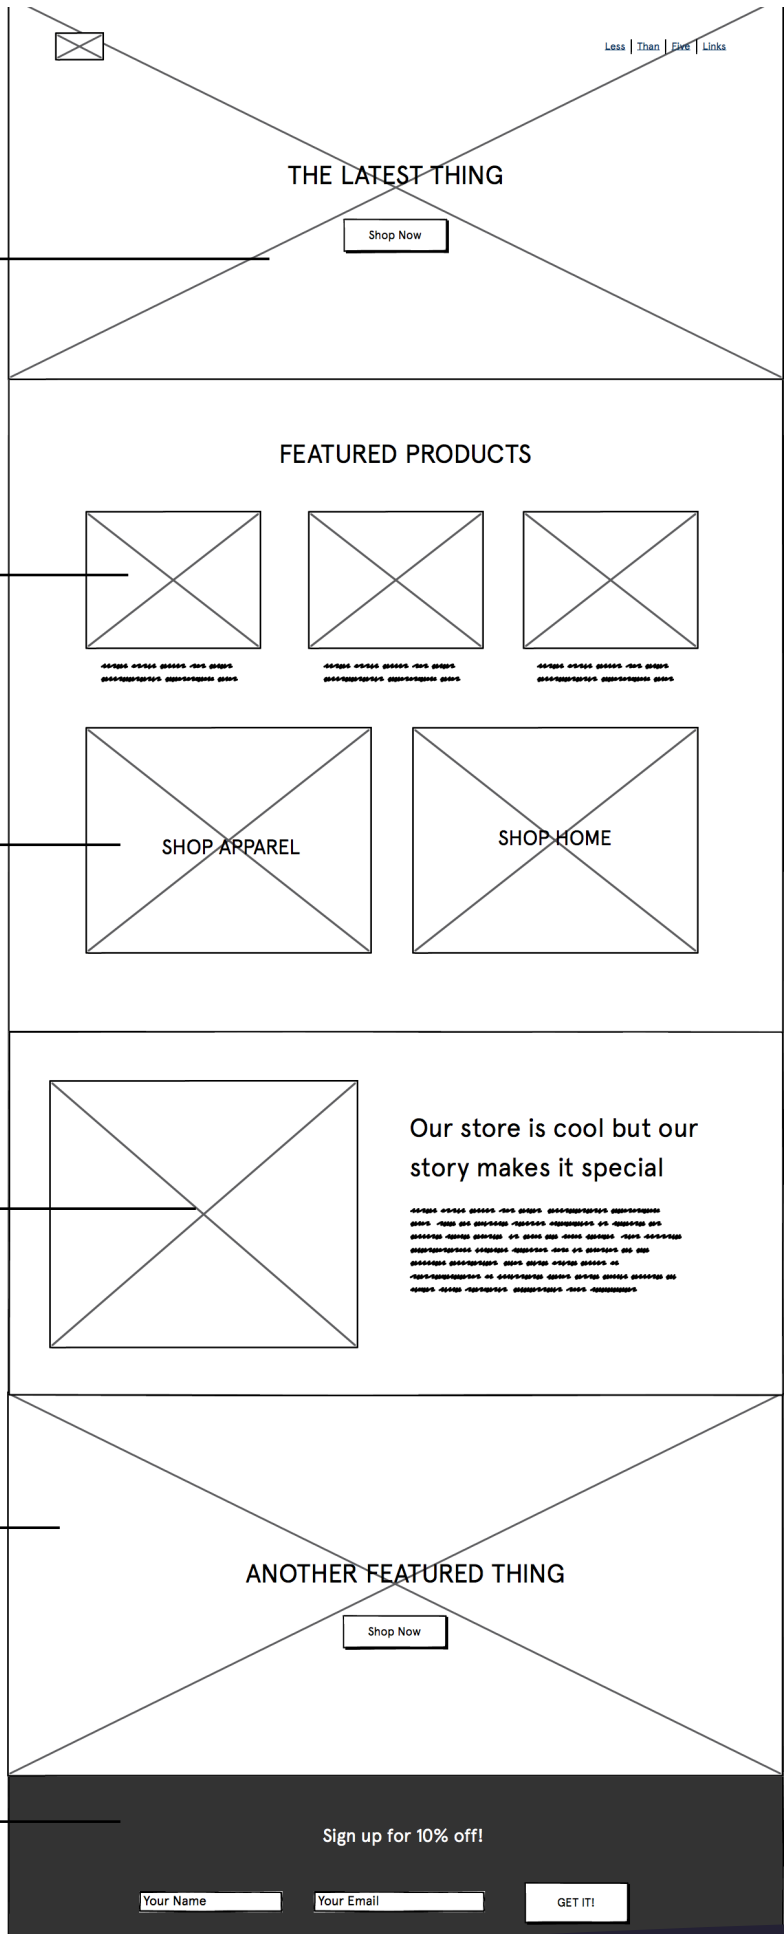 Less | Than | Five | Links
THE LATEST THING
Shop Now
FEATURED PRODUCTS
SHOP APPAREL
SHOP HOME
Our store is cool but our
story makes it special
ANOTHER FEATURED THING
Shop Now
Sign up for 10% off!
Your Name
Your Email
GET IT!